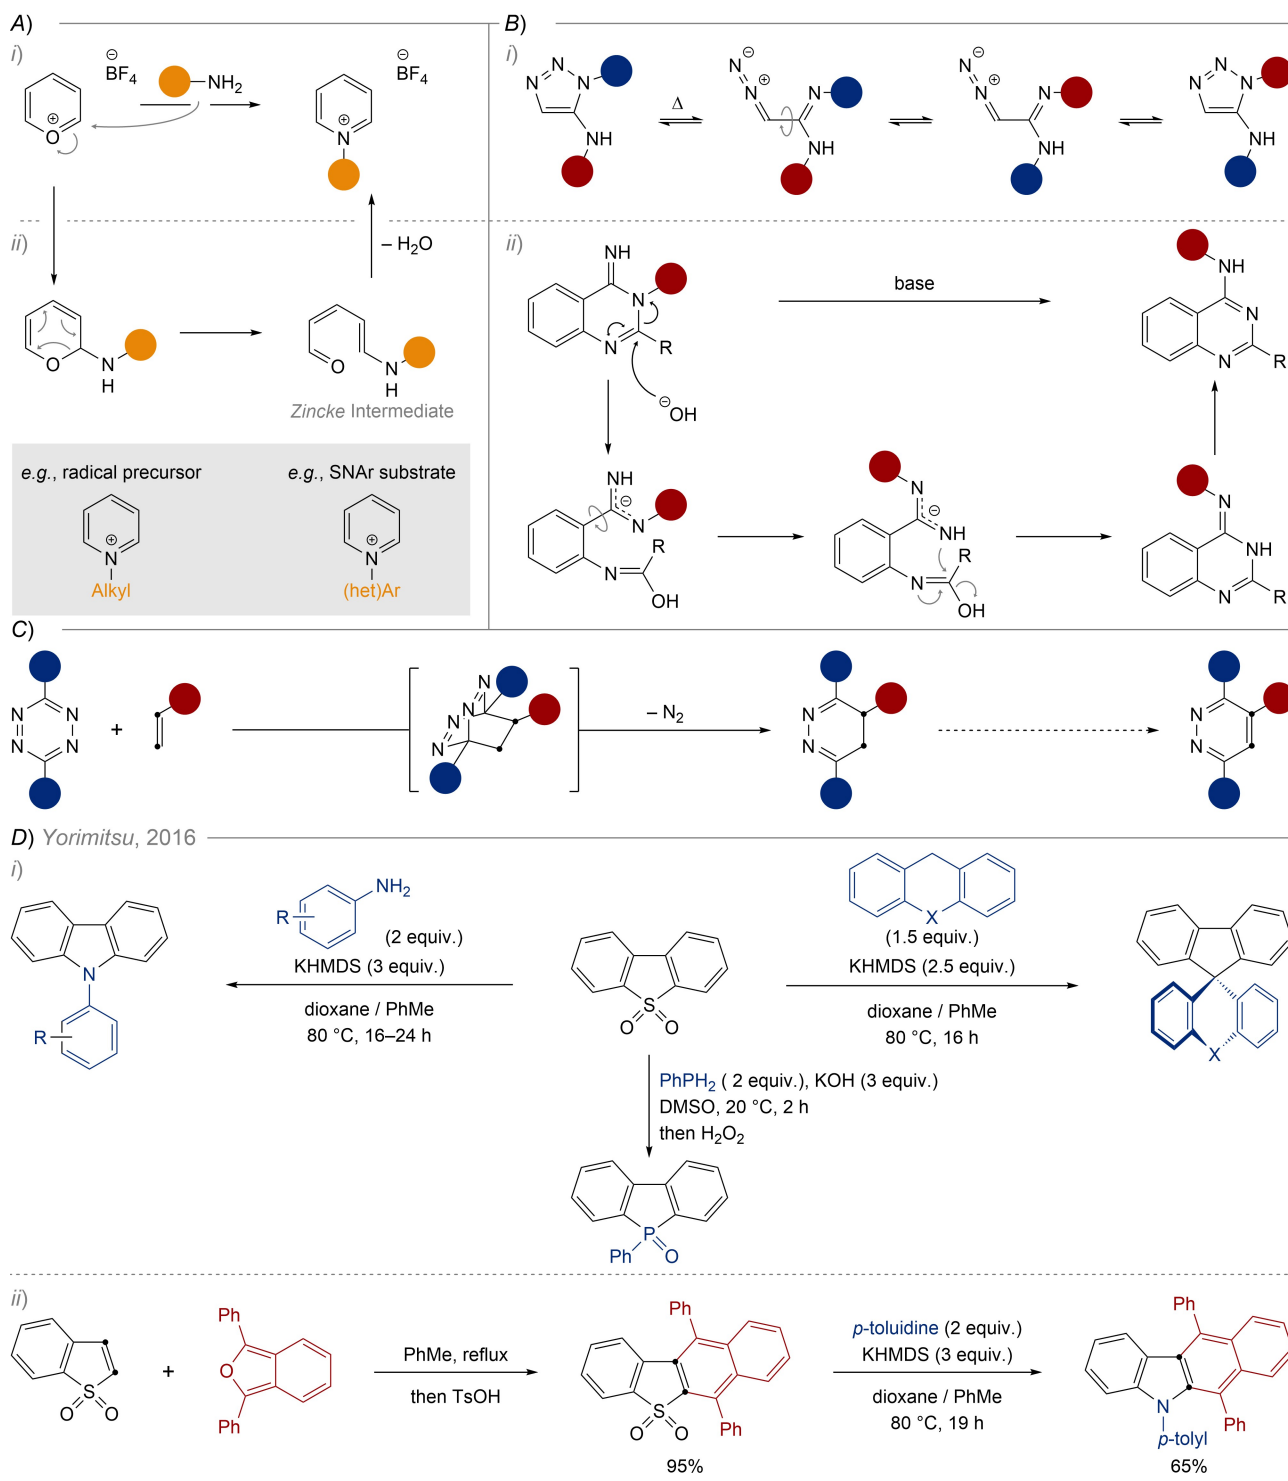 A)
i)
⊖
BF4
NH2
⊖
BF4
O
⊕
⊕
N
ii)
– H2O
O
N
H
O
N
H
Zincke Intermediate
e.g., radical precursor
e.g., SNAr substrate
⊕
N
Alkyl
⊕
N
(het)Ar
B)
i)
N
N
N
NH
Δ
⊖
N
N
⊕
N
NH
⊖
N
N
⊕
N
NH
N
N
N
NH
ii)
NH
N
N
R
⊖
OH
base
NH
N
N
R
NH
⊖
N
R
N
OH
N
⊖
NH
R
N
OH
N
NH
N
R
C)
N
N
N
N
+
N
N
N
N
– N2
N
N
N
N
D) Yorimitsu, 2016
i)
N
R
NH2
R
(2 equiv.)
KHMDS (3 equiv.)
dioxane / PhMe
80 °C, 16–24 h
S
O
O
X
(1.5 equiv.)
KHMDS (2.5 equiv.)
dioxane / PhMe
80 °C, 16 h
X
PhPH2 ( 2 equiv.), KOH (3 equiv.)
DMSO, 20 °C, 2 h
then H2O2
P
Ph
O
ii)
S
O
O
+
Ph
O
Ph
PhMe, reflux
then TsOH
Ph
S
O
O
Ph
95%
p-toluidine (2 equiv.)
KHMDS (3 equiv.)
dioxane / PhMe
80 °C, 19 h
Ph
N
Ph
p-tolyl
65%